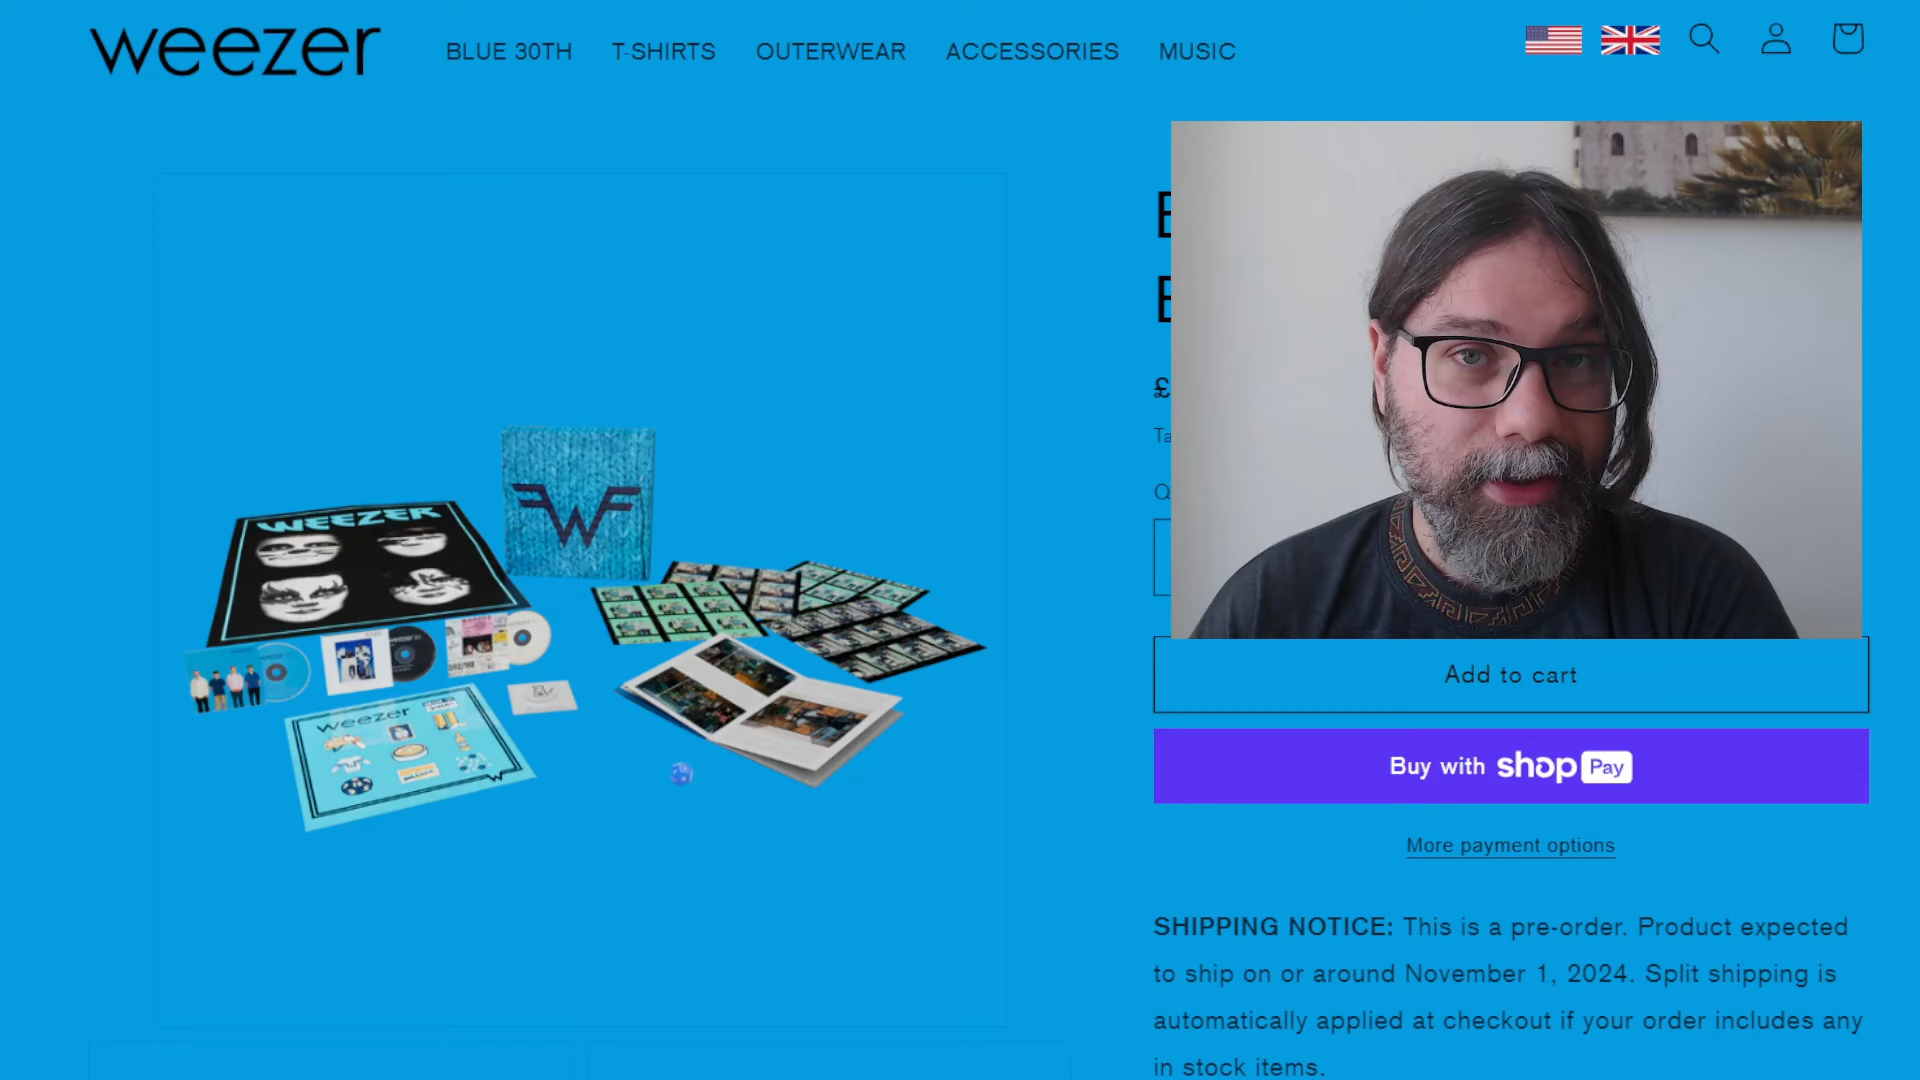 weezer
BLUE 30TH
T-SHIRTS
OUTERWEAR
ACCESSORIES
MUSIC
£
WEEZER
weezer
Add to cart
Buy with shop Pay
More payment options
SHIPPING NOTICE: This is a pre-order. Product expected
to ship on or around November 1, 2024. Split shipping is
automatically applied at checkout if your order includes any
in stock items.